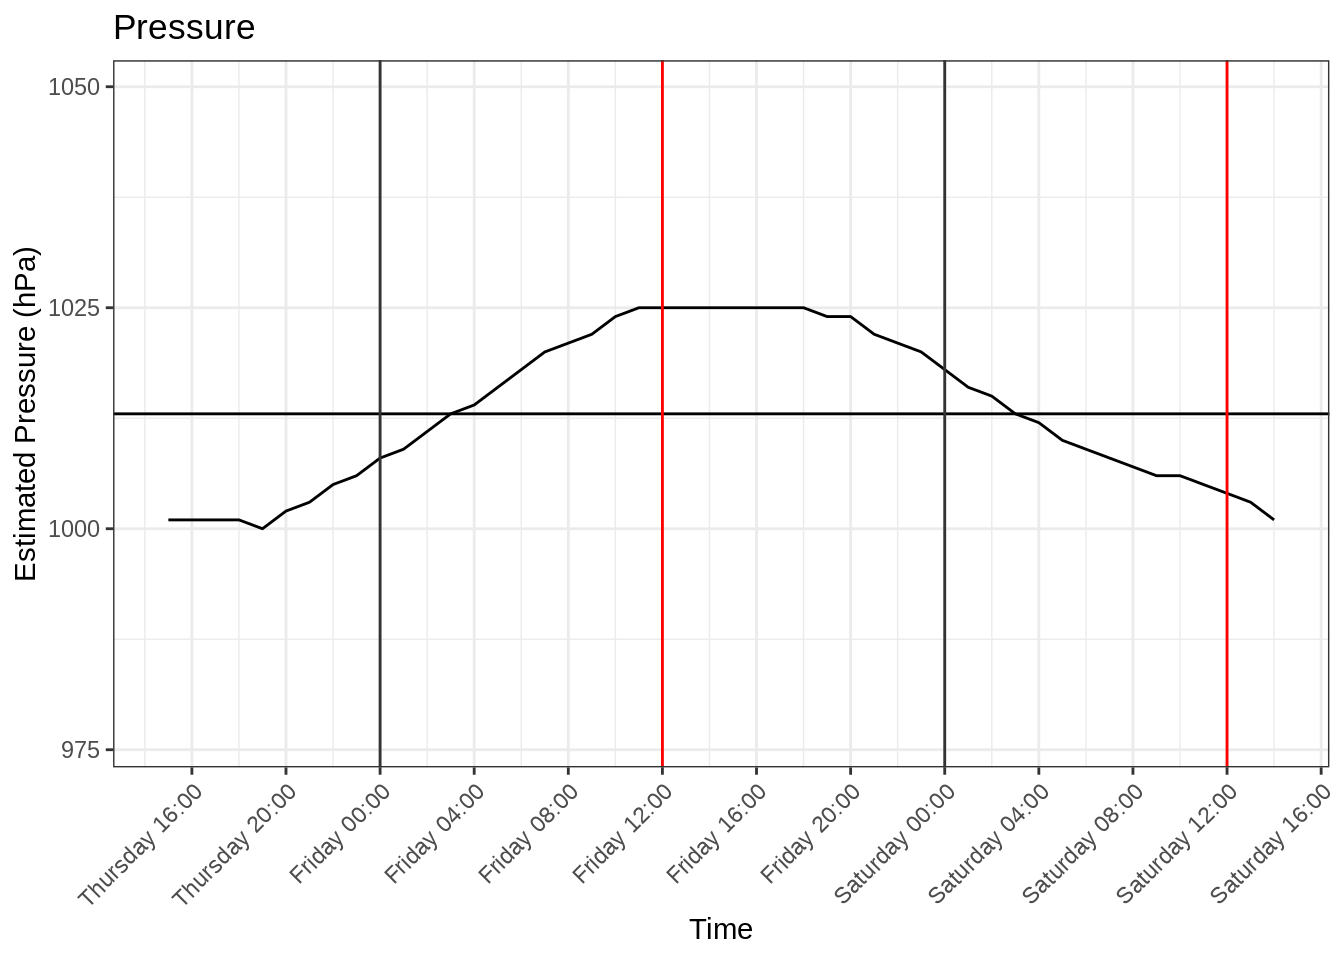 Pressure
Estimated Pressure (hPa)
1050
1025
1000
975
Thursday 16:00
Thursday 20:00
Friday 00:00
Friday 04:00
Friday 08:00
Friday 12:00
Friday 16:00
Friday 20:00
Saturday 00:00
Saturday 04:00
Saturday 08:00
Saturday 12:00
Saturday 16:00
Time